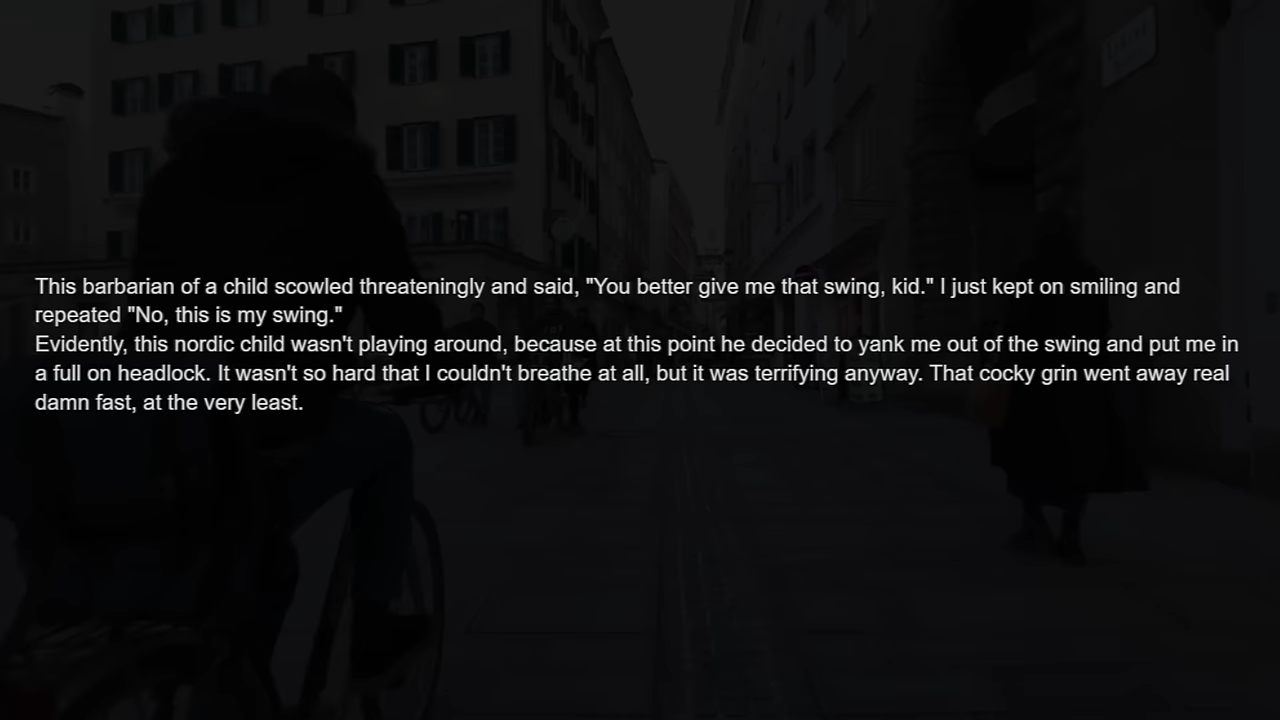 This barbarian of a child scowled threateningly and said, "You better give me that swing, kid." I just kept on smiling and
repeated "No, this is my swing."
Evidently, this nordic child wasn't playing around, because at this point he decided to yank me out of the swing and put me in
a full on headlock. It wasn't so hard that I couldn't breathe at all, but it was terrifying anyway. That cocky grin went away real
damn fast, at the very least.